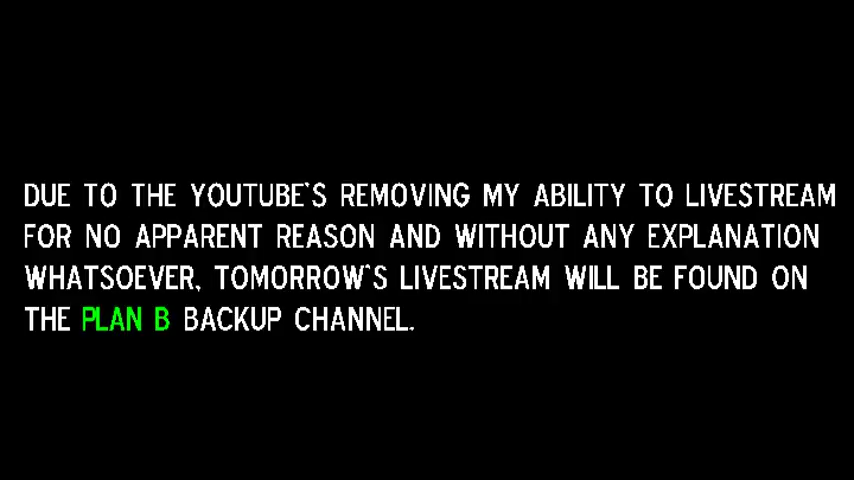 DUE TO THE YOUTUBE'S REMOVING MY ABILITY TO LIVESTREAM
FOR NO APPARENT REASON AND WITHOUT ANY EXPLANATION
WHATSOEVER, TOMORROW'S LIVESTREAM WILL BE FOUND ON
THE PLAN B BACKUP CHANNEL.